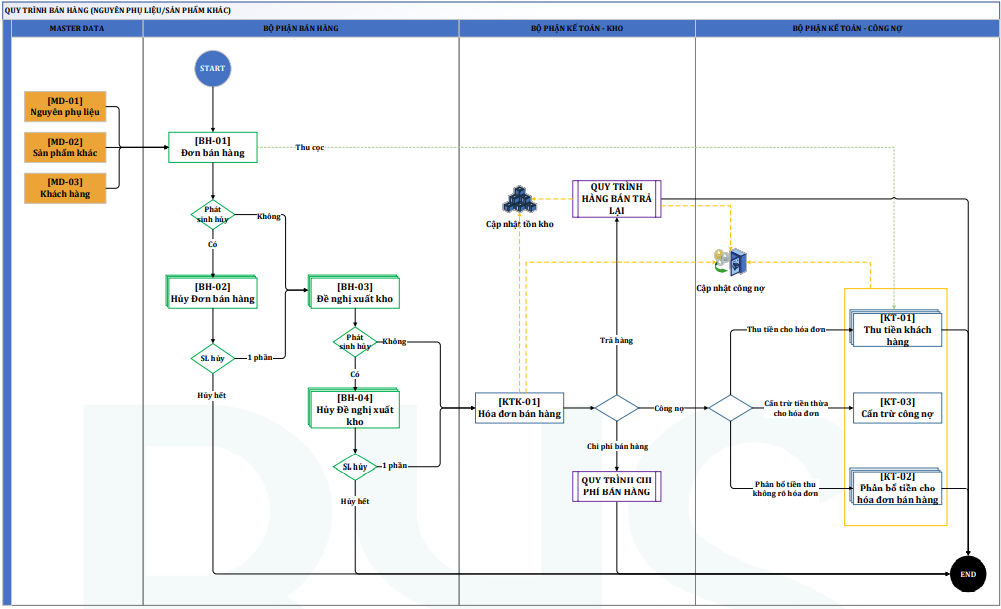 QUY TRÌNH BÁN HÀNG (NGUYÊN PHỤ LIỆU/SẢN PHẨM KHÁC)
MASTER DATA
BỘ PHẬN BÁN HÀNG
BỘ PHẬN KẾ TOÁN - KHO
BỘ PHẬN KẾ TOÁN - CÔNG NỢ
START
[MD-01]
Nguyên phụ liệu
[MD-02]
Sản phẩm khác
[MD-03]
Khách hàng
[BH-01]
Đơn bán hàng
Thu cọc
Phát
sinh hủy
Không
Có
[BH-02]
Hủy Đơn bán hàng
SL hủy
1 phần
Hủy hết
[BH-03]
Đề nghị xuất kho
Phát
sinh hủy
Không
Có
[BH-04]
Hủy Đề nghị xuất
kho
SL hủy
1 phần
Hủy hết
Cập nhật tồn kho
QUY TRÌNH
HÀNG BÁN TRẢ
LẠI
Cập nhật công nợ
Trả hàng
[KTK-01]
Hóa đơn bán hàng
Công nợ
Chi phí bán hàng
QUY TRÌNH CHI
PHÍ BÁN HÀNG
Thu tiền cho hóa đơn
[KT-01]
Thu tiền khách
hàng
Cấn trừ tiền thừa
cho hóa đơn
[KT-03]
Cấn trừ công nợ
Phân bổ tiền thu
không rõ hóa đơn
[KT-02]
Phân bổ tiền cho
hóa đơn bán hàng
END